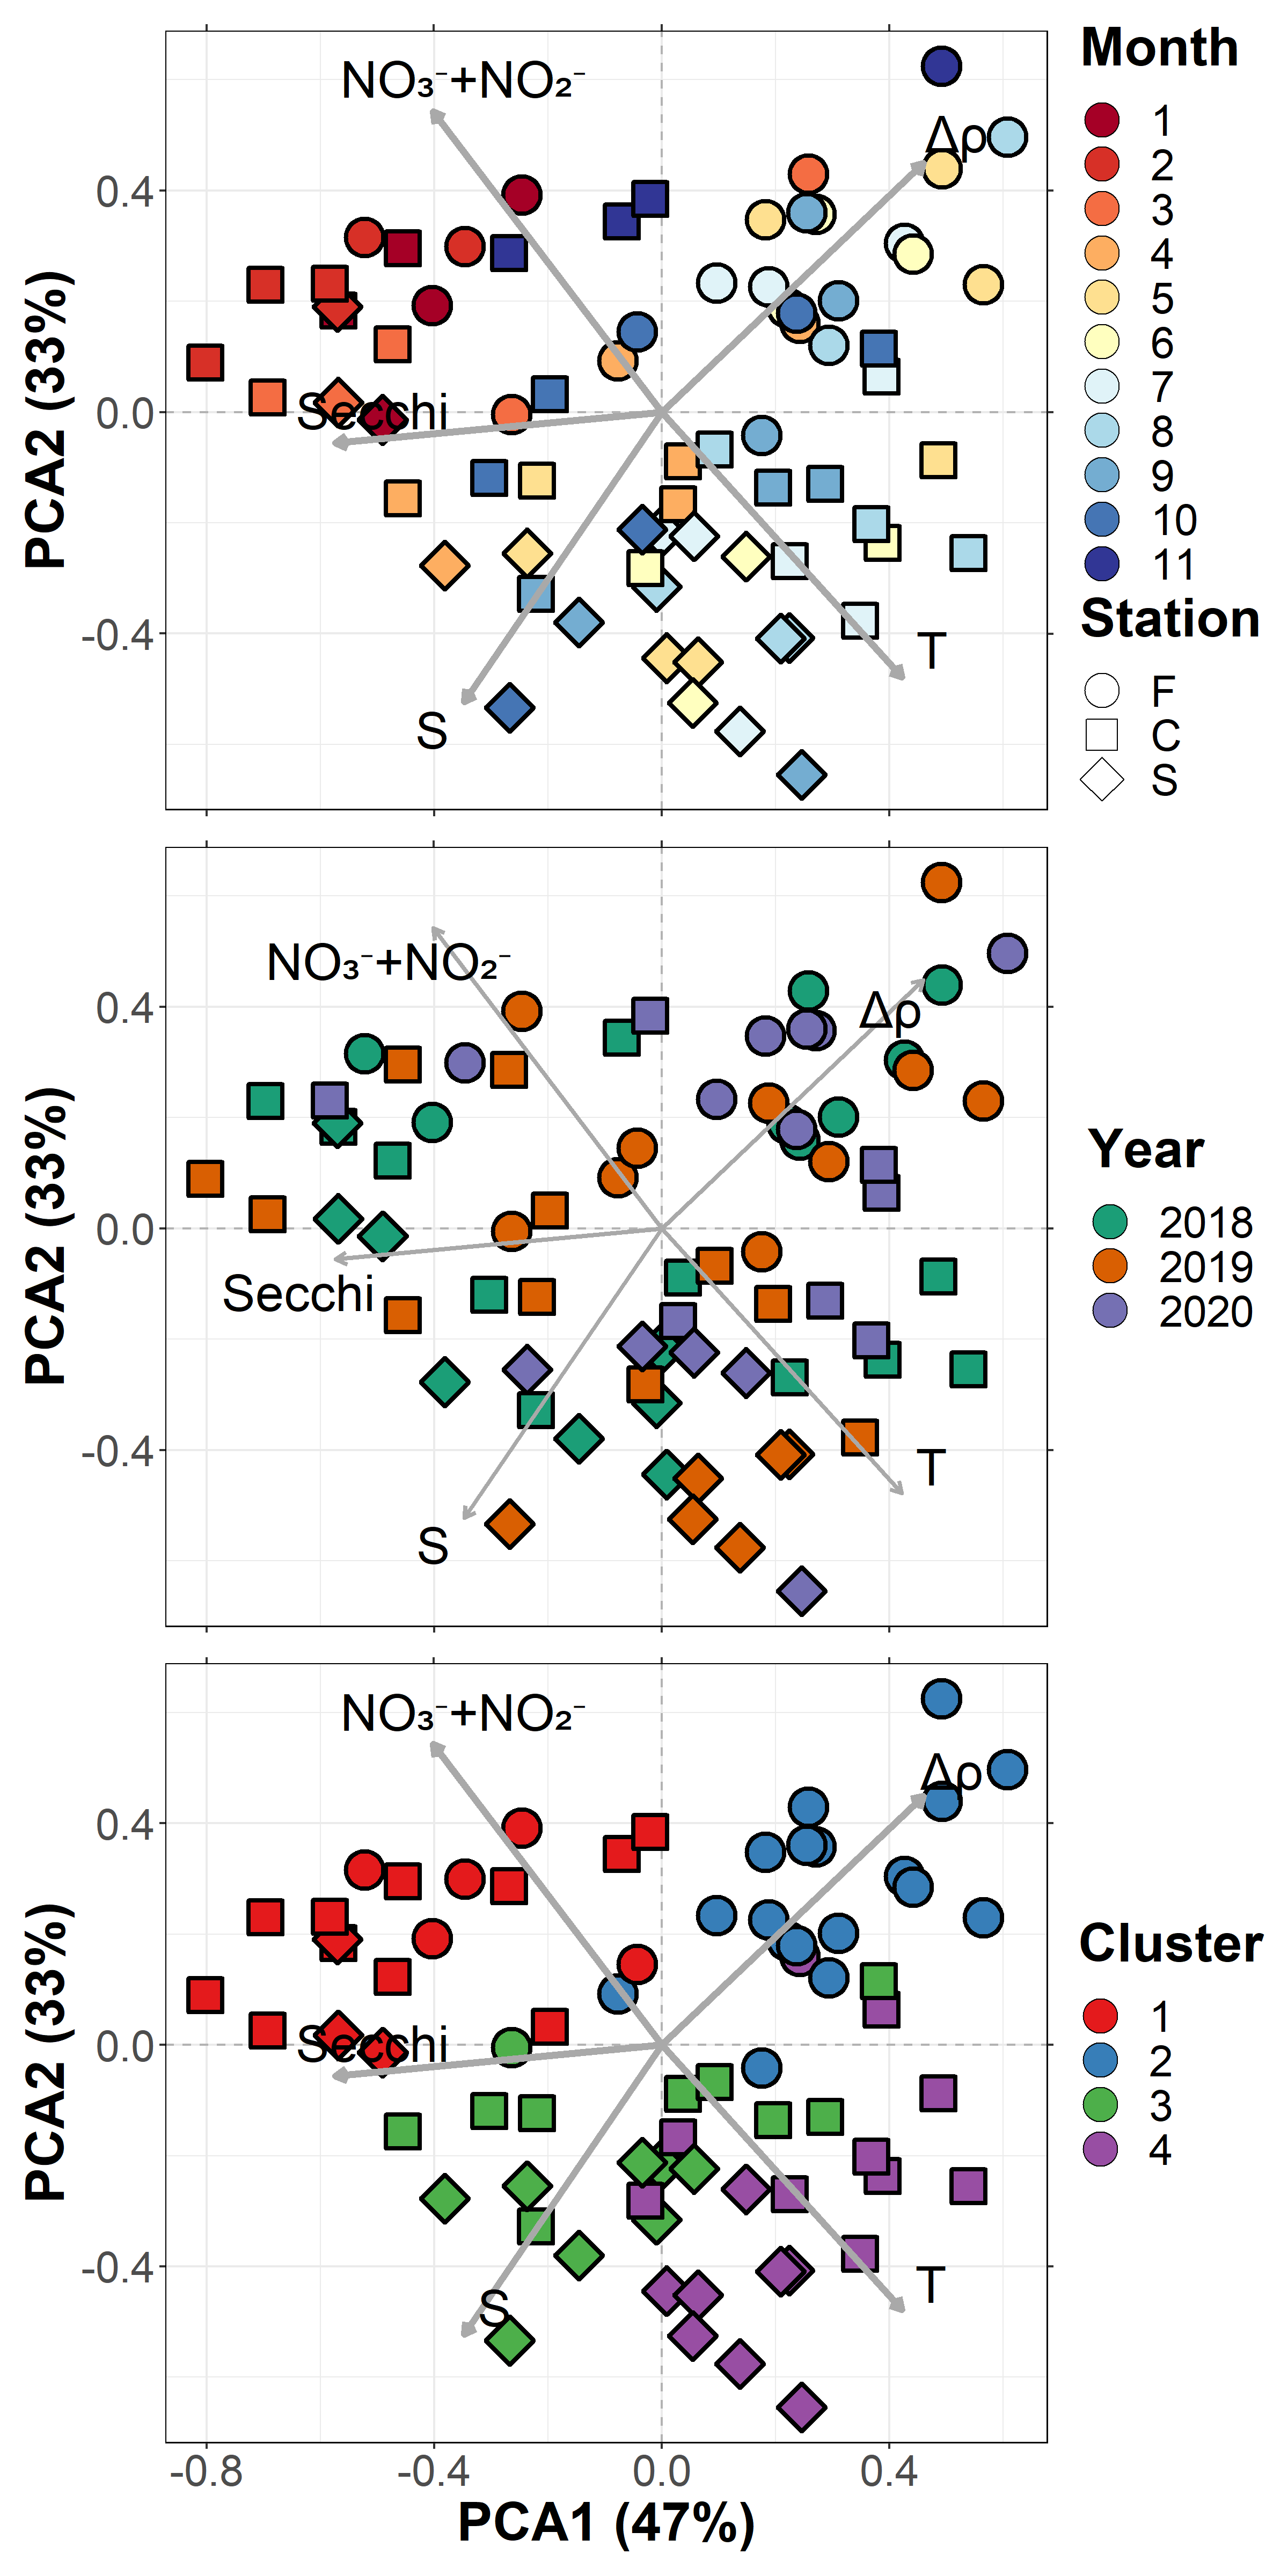 NO₃⁻+NO₂⁻
Δρ
Secchi
S
T
0.4
0.0
-0.4
PCA2 (33%)
Month
1
2
3
4
5
6
7
8
9
10
11
Station
F
C
S
NO₃⁻+NO₂⁻
Δρ
Secchi
S
T
0.4
0.0
-0.4
PCA2 (33%)
Year
2018
2019
2020
NO₃⁻+NO₂⁻
Δρ
Secchi
S
T
0.4
0.0
-0.4
PCA2 (33%)
Cluster
1
2
3
4
-0.8 -0.4 0.0 0.4
PCA1 (47%)